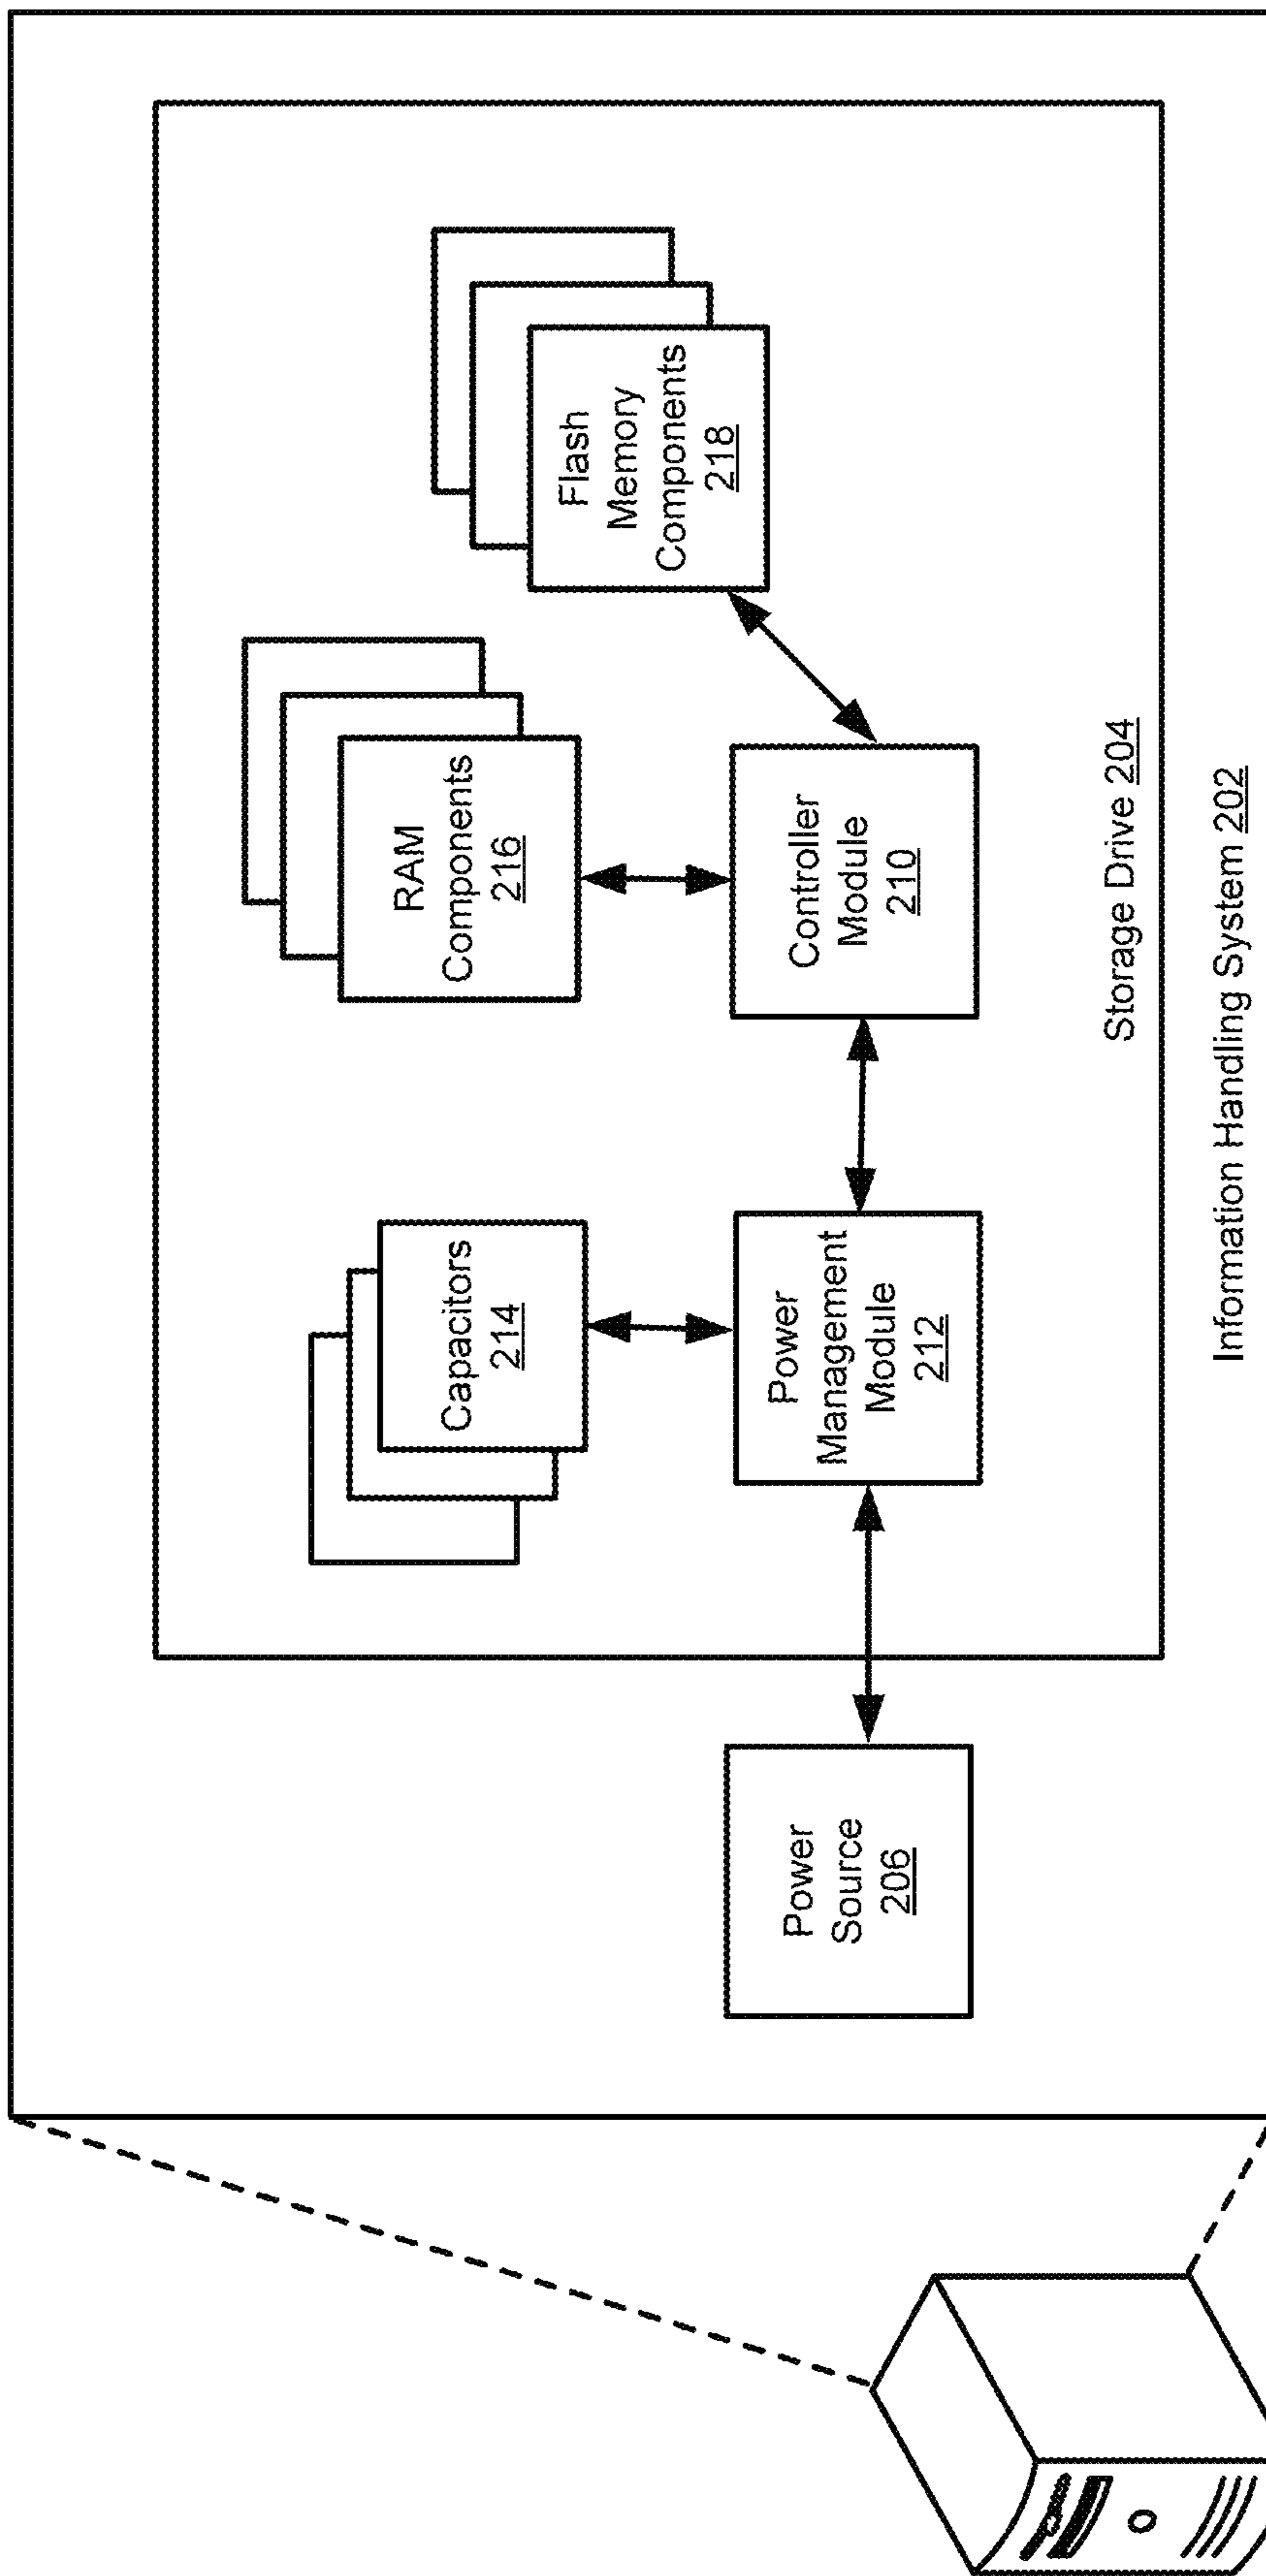 Capacitors
214
RAM
Components
216
Flash
Memory
Components
218
Power
Source
206
Power
Management
Module
212
Controller
Module
210
Storage Drive 204
Information Handling System 202